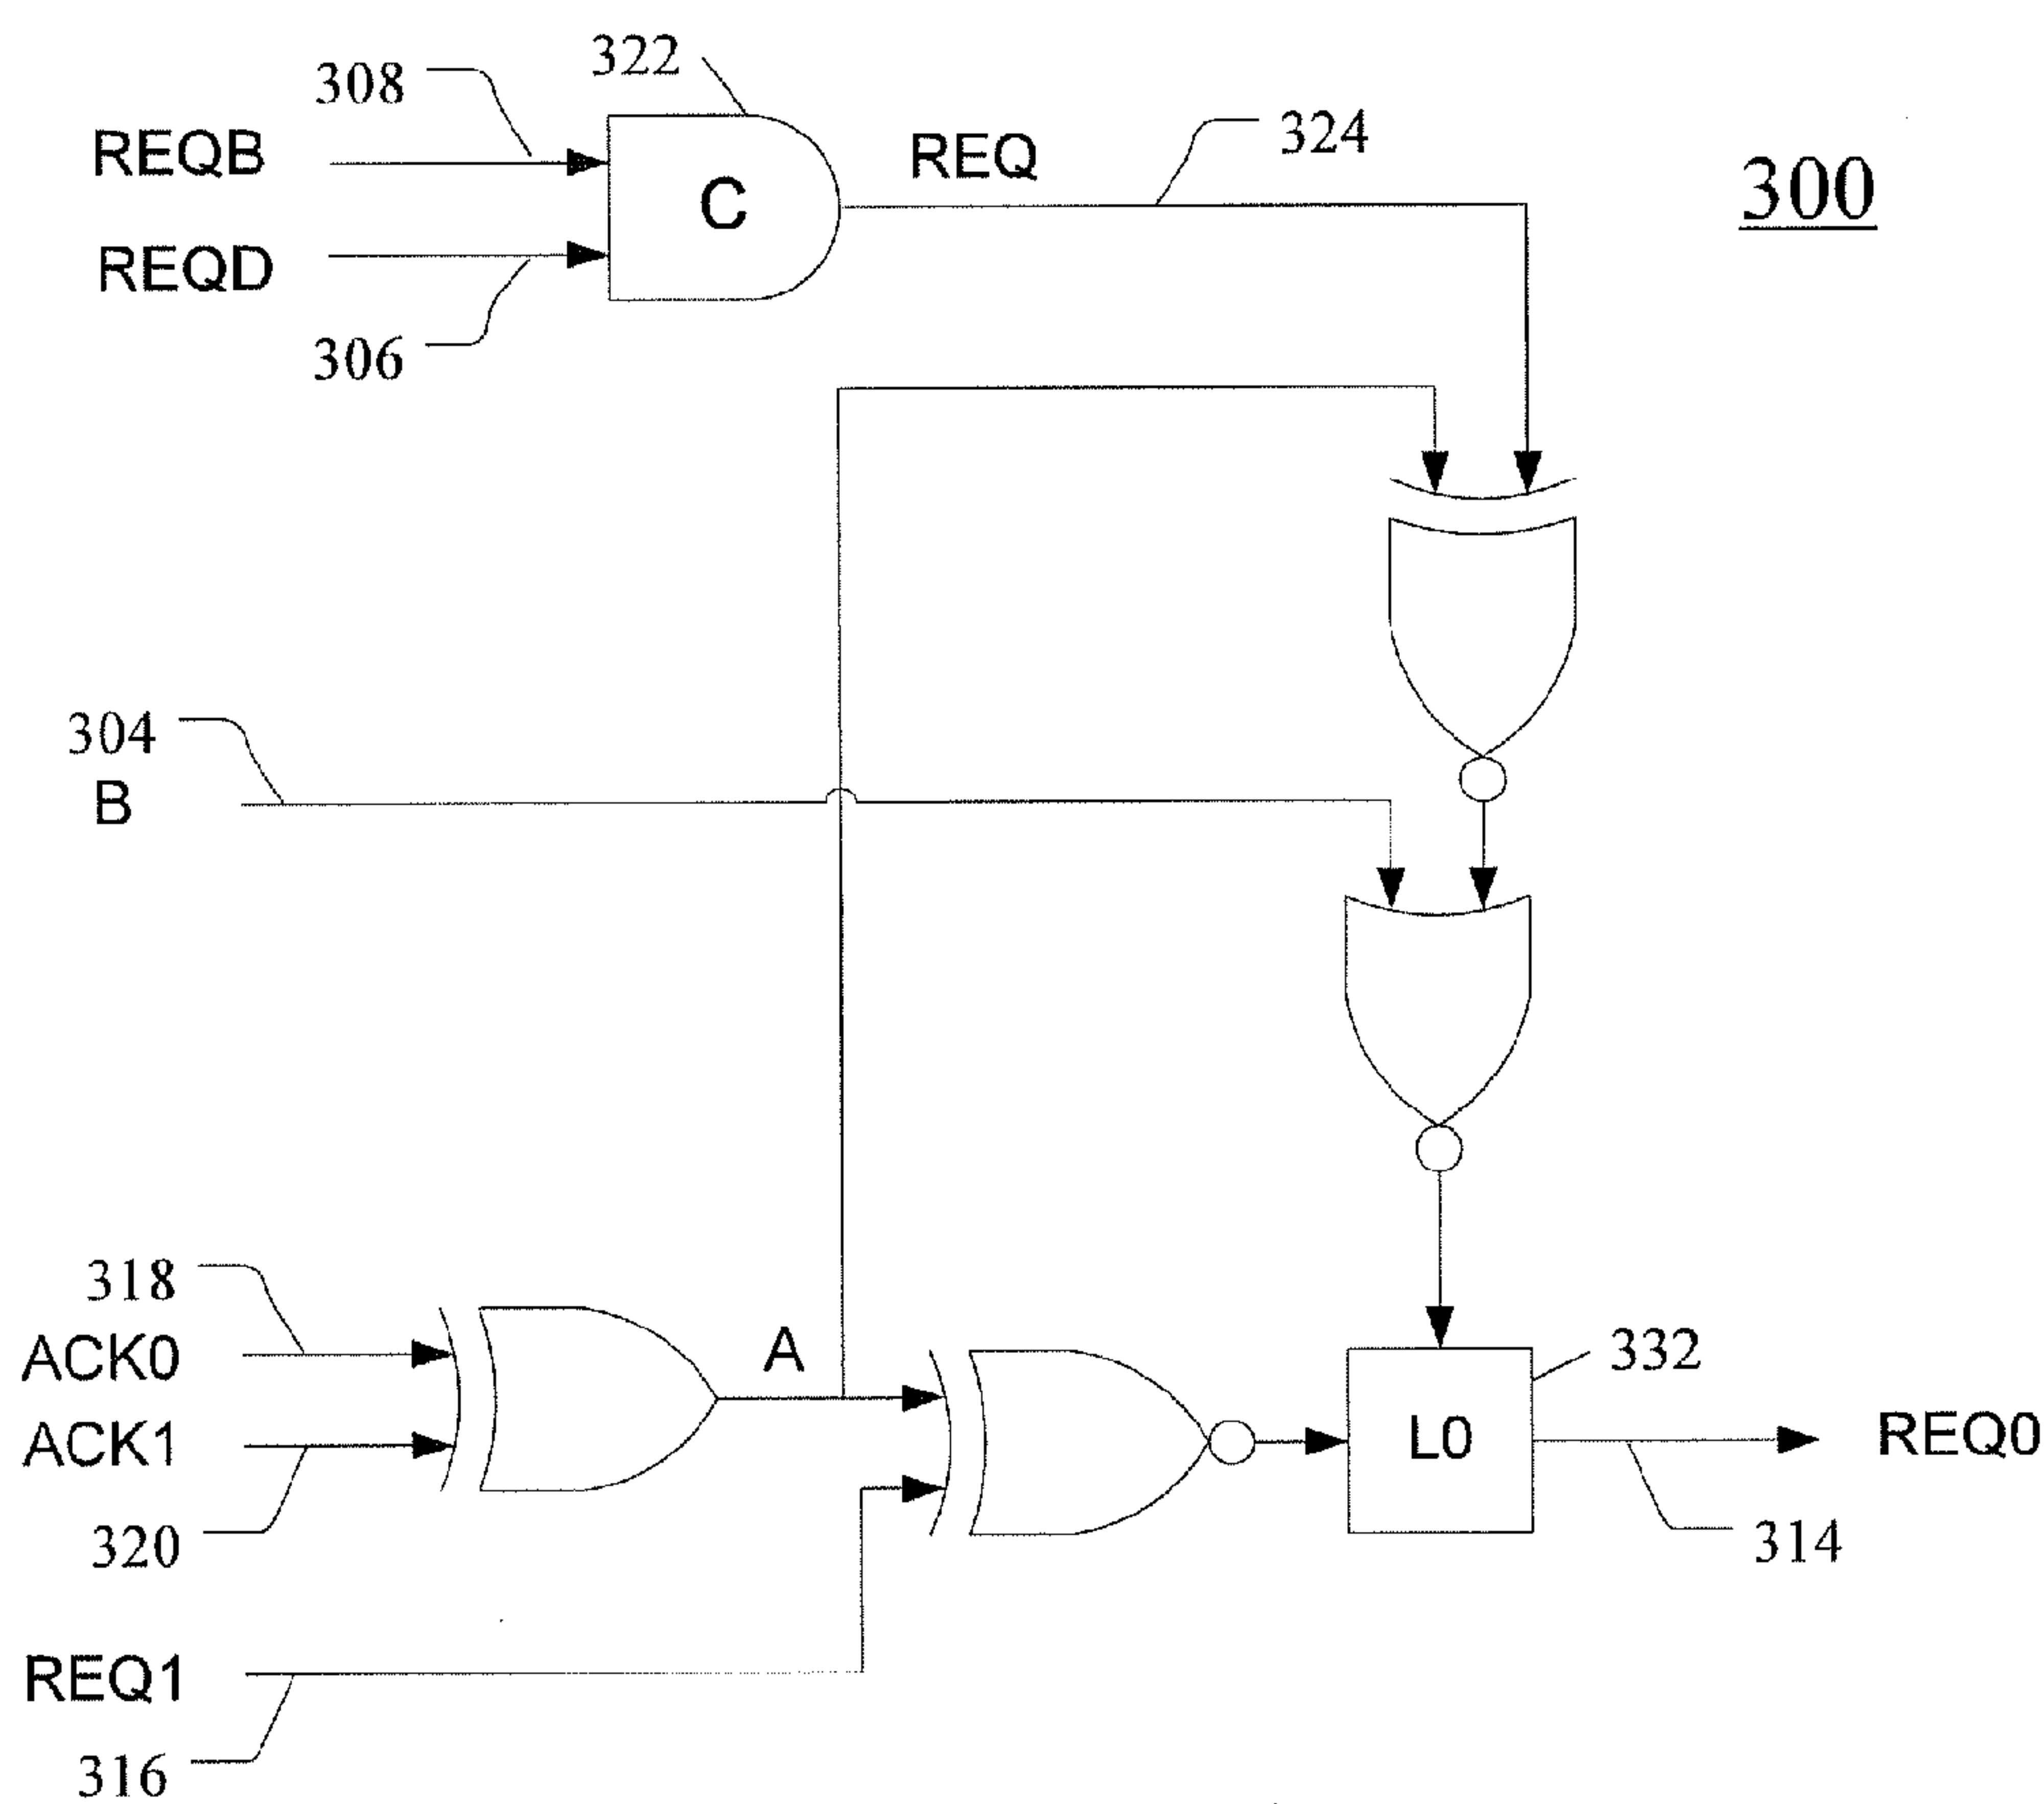 322
308
REQB
REQ
324
300
C
REQD
306
304
B
318
ACK0
A
332
ACK1
L0
REQ0
320
314
REQ1
316